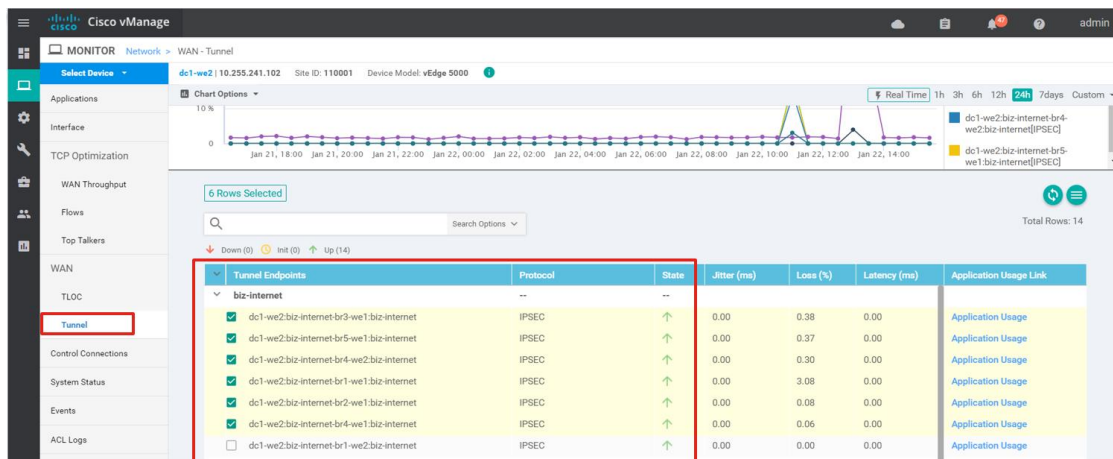 cisco Cisco vManage
47
admin
MONITOR Network > WAN - Tunnel
Select Device
dc1-we2 | 10.255.241.102 Site ID: 110001 Device Model: vEdge 5000
Applications
Interface
TCP Optimization
WAN Throughput
Flows
Top Talkers
WAN
TLOC
Tunnel
Control Connections
System Status
Events
ACL Logs
Chart Options
Real Time 1h 3h 6h 12h 24h 7days Custom
10 %
0
Jan 21, 18:00 Jan 21, 20:00 Jan 21, 22:00 Jan 22, 00:00 Jan 22, 02:00 Jan 22, 04:00 Jan 22, 06:00 Jan 22, 08:00 Jan 22, 10:00 Jan 22, 12:00 Jan 22, 14:00
dc1-we2:biz-internet-br4-
we2:biz-internet[IPSEC]
dc1-we2:biz-internet-br5-
we1:biz-internet[IPSEC]
6 Rows Selected
Search Options
Total Rows: 14
Down (0) Init (0) Up (14)
Tunnel Endpoints Protocol State Jitter (ms) Loss (%) Latency (ms) Application Usage Link
biz-internet -- --
dc1-we2:biz-internet-br3-we1:biz-internet IPSEC 0.00 0.38 0.00 Application Usage
dc1-we2:biz-internet-br5-we1:biz-internet IPSEC 0.00 0.37 0.00 Application Usage
dc1-we2:biz-internet-br4-we2:biz-internet IPSEC 0.00 0.30 0.00 Application Usage
dc1-we2:biz-internet-br1-we1:biz-internet IPSEC 0.00 3.08 0.00 Application Usage
dc1-we2:biz-internet-br2-we1:biz-internet IPSEC 0.00 0.08 0.00 Application Usage
dc1-we2:biz-internet-br4-we1:biz-internet IPSEC 0.00 0.06 0.00 Application Usage
dc1-we2:biz-internet-br1-we2:biz-internet IPSEC 0.00 0.00 0.00 Application Usage